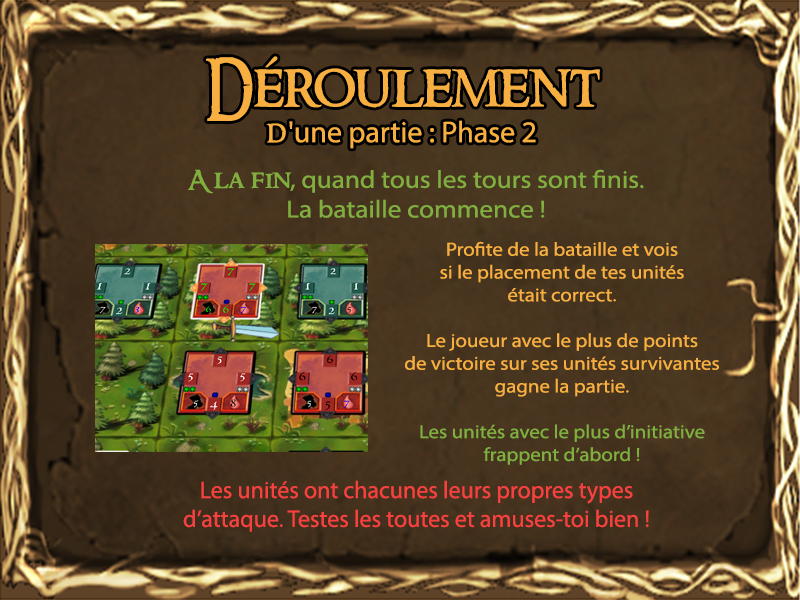 DÉROULEMENT
D'une partie : Phase 2
A LA FIN, quand tous les tours sont finis.
La bataille commence !
Profite de la bataille et vois
si le placement de tes unités
était correct.
Le joueur avec le plus de points
de victoire sur ses unités survivantes
gagne la partie.
Les unités avec le plus d’initiative
frappent d’abord !
Les unités ont chacunes leurs propres types
d’attaque. Testes les toutes et amuses-toi bien !